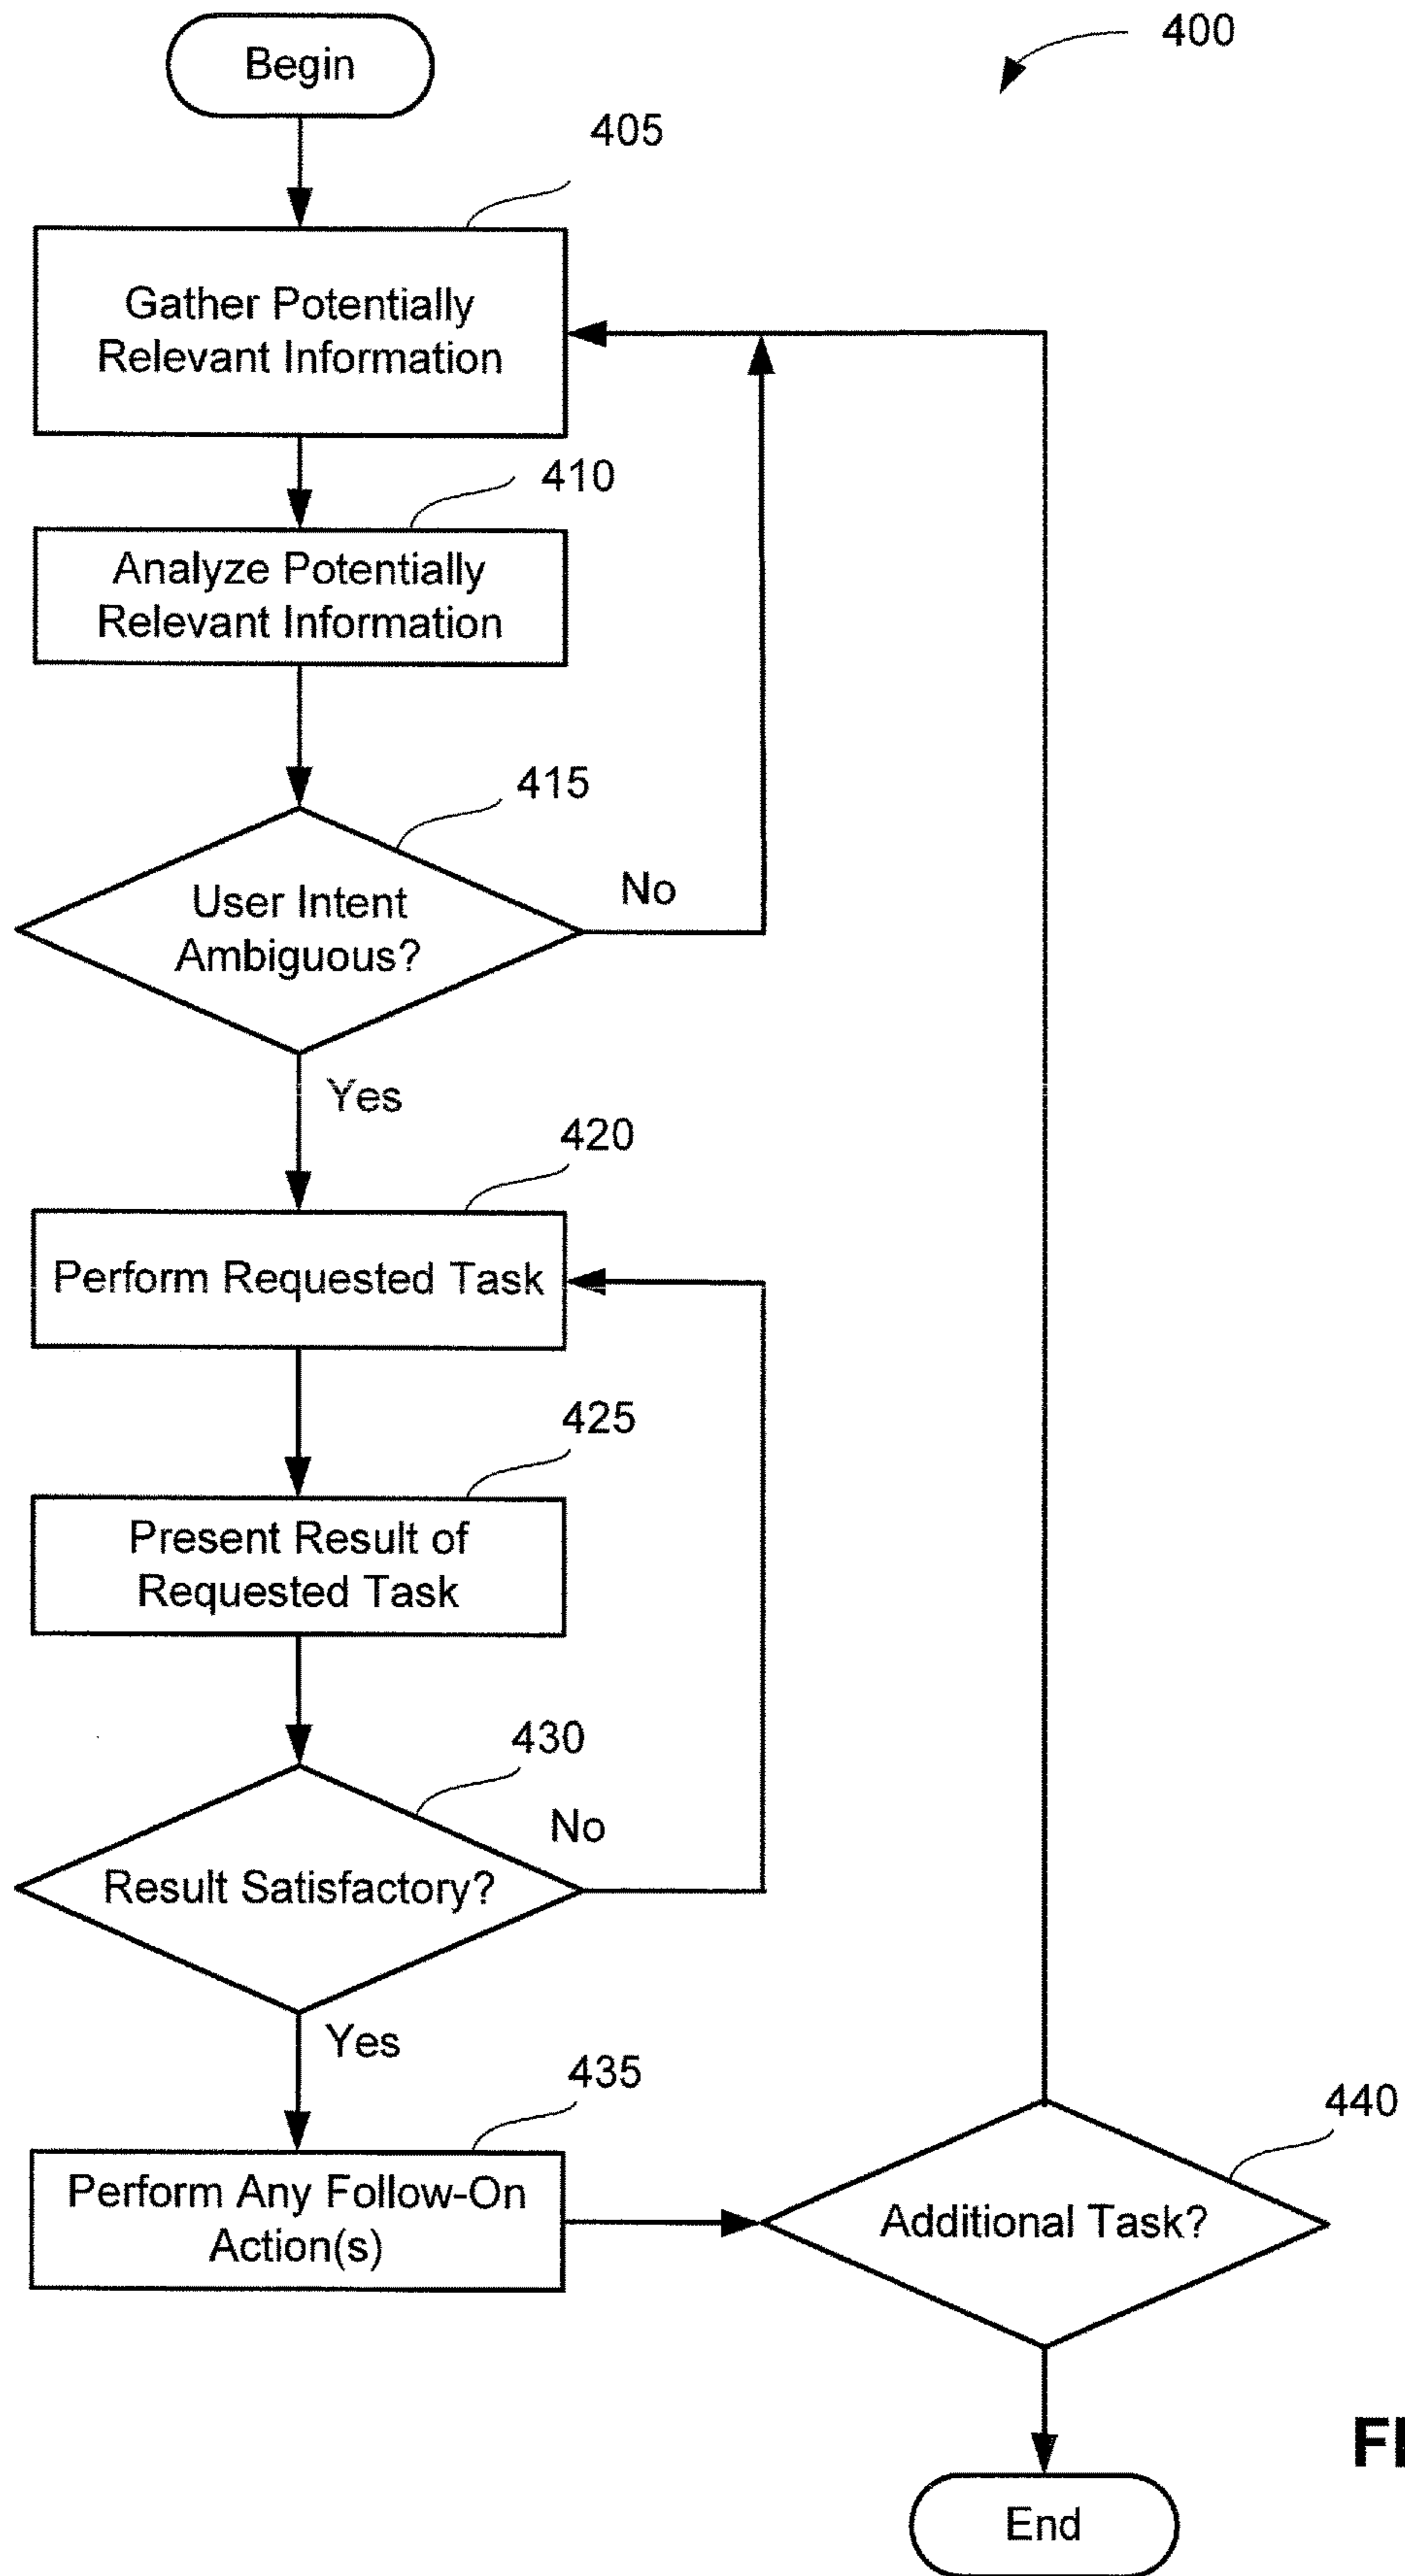 Begin
400
405
Gather Potentially
Relevant Information
410
Analyze Potentially
Relevant Information
415
User Intent
Ambiguous?
No
Yes
420
Perform Requested Task
425
Present Result of
Requested Task
430
No
Result Satisfactory?
Yes
435
Perform Any Follow-On
Action(s)
440
Additional Task?
End